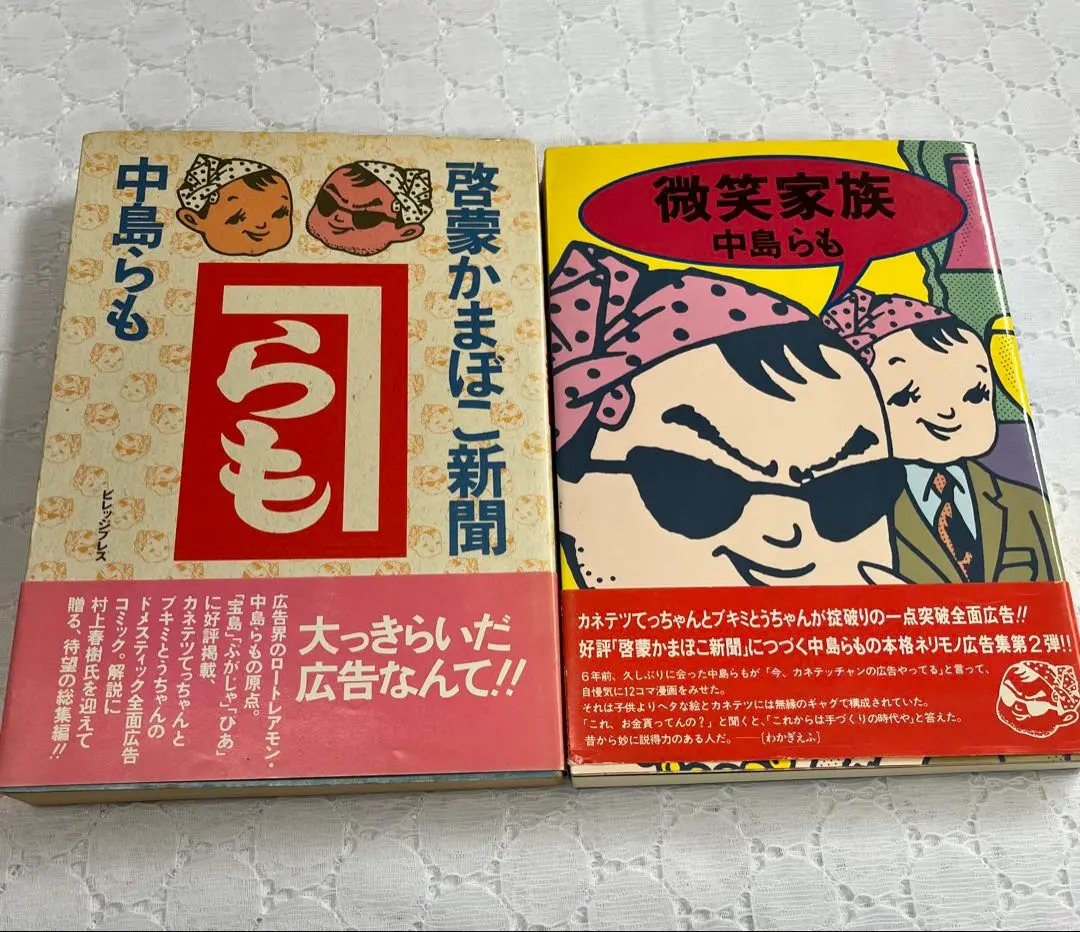 啓蒙かまぼこ新聞
中島らも
らも
ビレッジプレス
大っきらいだ
広告なんて!!
広告界のロートレアモン・
中島らもの原点。
「宝島」「ぷがじゃ」「ぴあ」
に好評掲載、
カネテツてっちゃんと
ブキミとうちゃんの
ドメスティック全面広告
コミック。解説に
村上春樹氏を迎えて
贈る、待望の総集編!!
微笑家族
中島らも
カネテツてっちゃんとブキミとうちゃんが掟破りの一点突破全面広告!!
好評「啓蒙かまぼこ新聞」につづく中島らもの本格ネリモノ広告集第2弾!!
6年前、久しぶりに会った中島らもが「今、カネテッチャンの広告やってる」と言って、
自慢気に12コマ漫画をみせた。
それは子供よりヘタな絵とカネテツには無縁のギャグで構成されていた。
「これ、お金貰ってんの?」と聞くと、「これからは手づくりの時代や」と答えた。
昔から妙に説得力のある人だ。──〔わかぎえふ〕